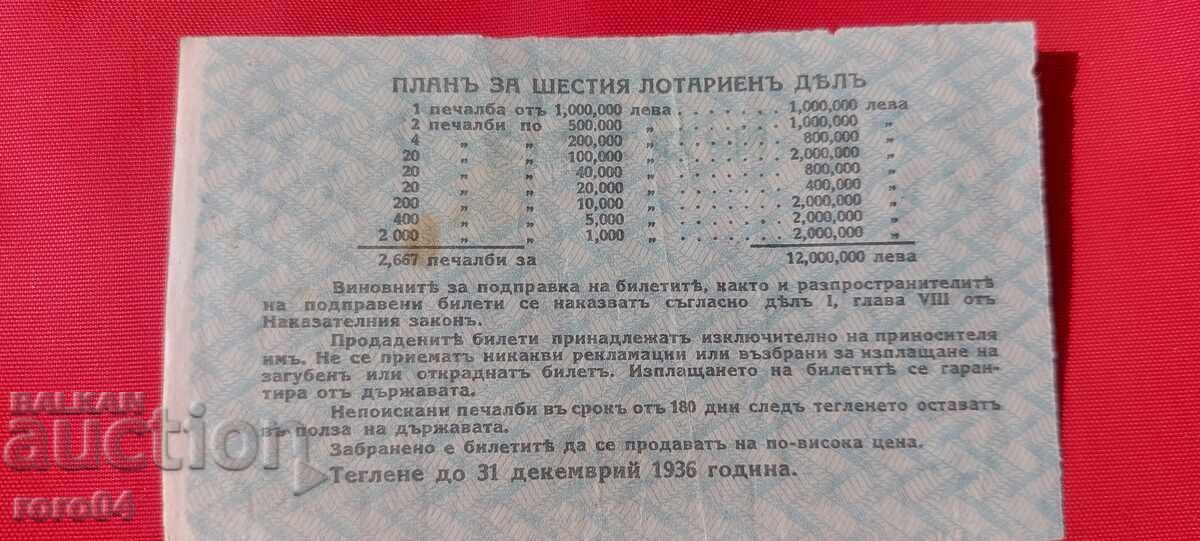 ПЛАНЪ ЗА ШЕСТИЯ ЛОТАРИЕНЪ ДѢЛЪ
1 печалба отъ 1,000,000 лева . . . . . . . 1,000,000 лева
2 печалби по 500,000 „ . . . . . . . 1,000,000 „
4 „ „ 200,000 „ . . . . . . . 800,000 „
20 „ „ 100,000 „ . . . . . . . 2,000,000 „
20 „ „ 40,000 „ . . . . . . . 800,000 „
20 „ „ 20,000 „ . . . . . . . 400,000 „
200 „ „ 10,000 „ . . . . . . . 2,000,000 „
400 „ „ 5,000 „ . . . . . . . 2,000,000 „
2 000 „ „ 1,000 „ . . . . . . . 2,000,000 „
2,667 печалби за 12,000,000 лева
Виновнитѣ за подправка на билетитѣ, както и разпространителитѣ
на подправени билети се наказватъ съгласно дѣлъ I, глава VIII отъ
Наказателния законъ.
Продаденитѣ билети принадлежатъ изключително на приносителя
имъ. Не се приематъ никакви рекламации или възбрани за изплащане на
загубенъ или откраднатъ билетъ. Изплащането на билетитѣ се гаран-
тира отъ държавата.
Непоискани печалби въ срокъ отъ 180 дни следъ тегленето оставатъ
въ полза на държавата.
Забранено е билетитѣ да се продаватъ на по-висока цена.
Теглене до 31 декемврий 1936 година.
BALKAN
auction
roro04